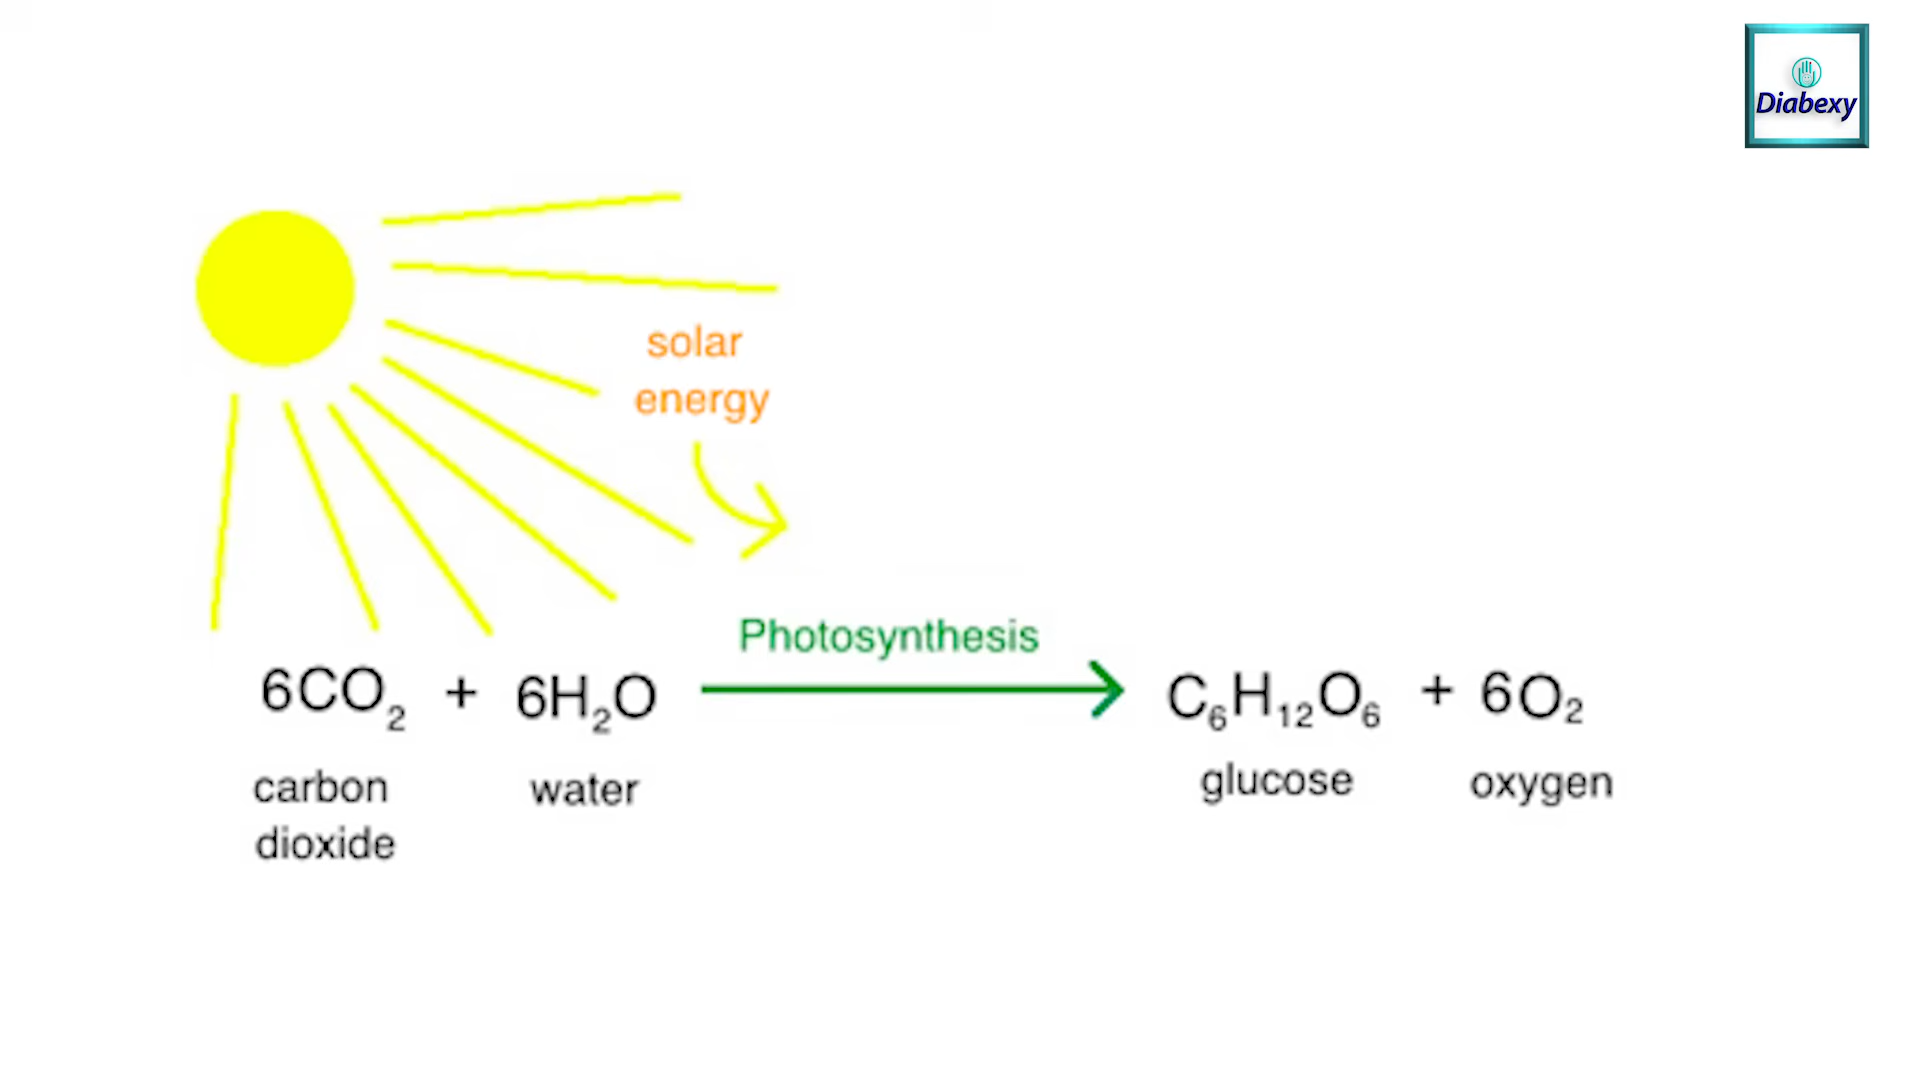 Diabexy
solar
energy
Photosynthesis
6CO₂ + 6H₂O C₆H₁₂O₆ + 6O₂
carbon water glucose oxygen
dioxide